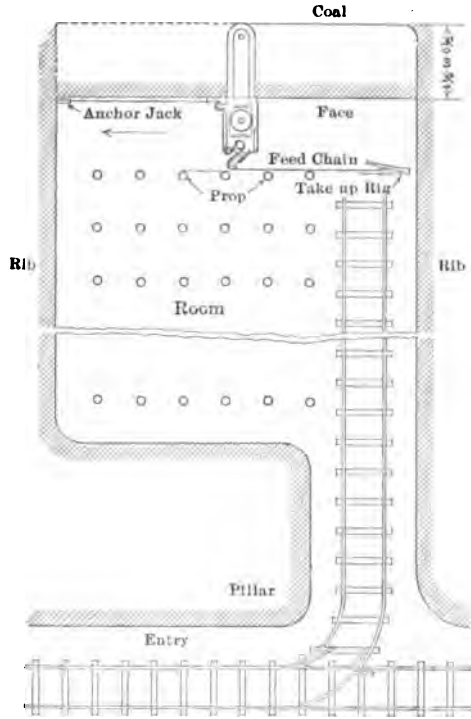 Coal
Anchor Jack
Face
Feed Chain
Prop
Take up Rig
Rib
Rib
Room
Pillar
Entry